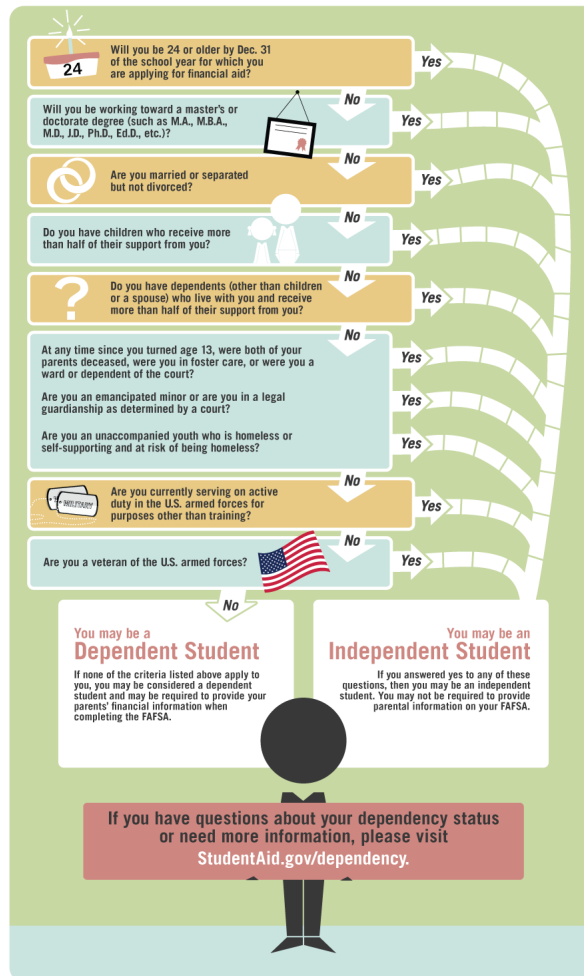 24
Will you be 24 or older by Dec. 31
of the school year for which you
are applying for financial aid?
Yes
No
Will you be working toward a master's or
doctorate degree (such as M.A., M.B.A.,
M.D., J.D., Ph.D., Ed.D., etc.)?
Yes
No
Are you married or separated
but not divorced?
Yes
No
Do you have children who receive more
than half of their support from you?
Yes
No
?
Do you have dependents (other than children
or a spouse) who live with you and receive
more than half of their support from you?
Yes
No
At any time since you turned age 13, were both of your
parents deceased, were you in foster care, or were you a
ward or dependent of the court?
Yes
Are you an emancipated minor or are you in a legal
guardianship as determined by a court?
Yes
Are you an unaccompanied youth who is homeless or
self-supporting and at risk of being homeless?
Yes
No
MILITARY
Are you currently serving on active
duty in the U.S. armed forces for
purposes other than training?
Yes
No
Are you a veteran of the U.S. armed forces?
Yes
No
You may be a
Dependent Student
If none of the criteria listed above apply to
you, you may be considered a dependent
student and may be required to provide your
parents' financial information when
completing the FAFSA.
You may be an
Independent Student
If you answered yes to any of these
questions, then you may be an independent
student. You may not be required to provide
parental information on your FAFSA.
If you have questions about your dependency status
or need more information, please visit
StudentAid.gov/dependency.